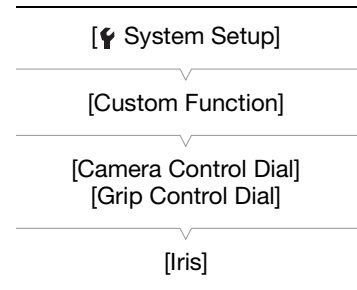 [ System Setup]
[Custom Function]
[Camera Control Dial]
[Grip Control Dial]
[Iris]